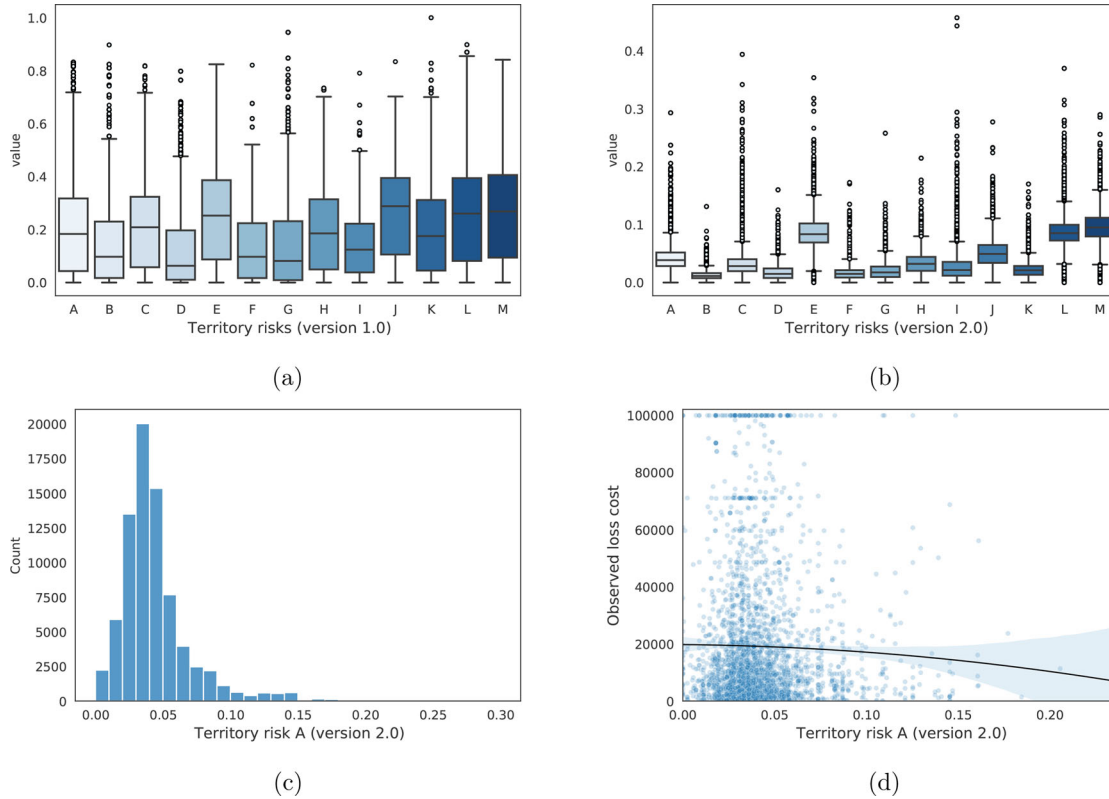 1.0
0.8
0.6
0.4
0.2
0.0
value
A B C D E F G H I J K L M
Territory risks (version 1.0)
(a)
0.4
0.3
0.2
0.1
0.0
value
A B C D E F G H I J K L M
Territory risks (version 2.0)
(b)
20000
17500
15000
12500
10000
7500
5000
2500
0
Count
0.00 0.05 0.10 0.15 0.20 0.25 0.30
Territory risk A (version 2.0)
(c)
100000
80000
60000
40000
20000
0
Observed loss cost
0.00 0.05 0.10 0.15 0.20
Territory risk A (version 2.0)
(d)